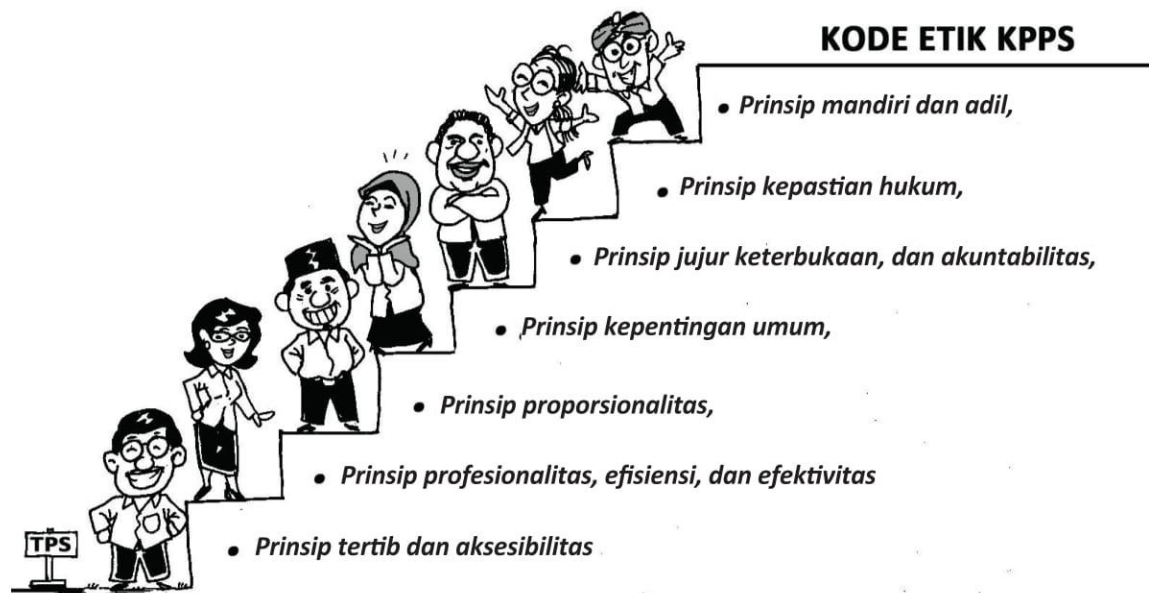 KODE ETIK KPPS
• Prinsip mandiri dan adil,
• Prinsip kepastian hukum,
• Prinsip jujur keterbukaan, dan akuntabilitas,
• Prinsip kepentingan umum,
• Prinsip proporsionalitas,
• Prinsip profesionalitas, efisiensi, dan efektivitas
• Prinsip tertib dan aksesibilitas
TPS